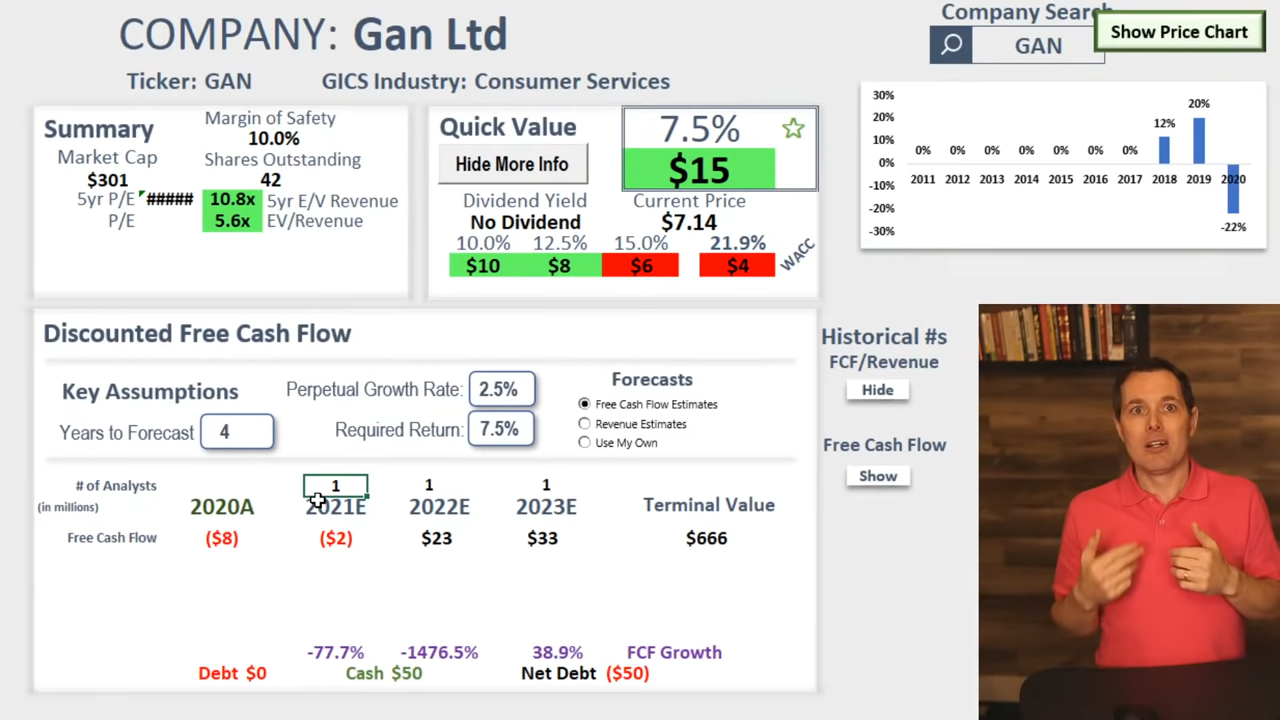 COMPANY: Gan Ltd
Ticker: GAN GICS Industry: Consumer Services
Company Search
GAN
Show Price Chart
Summary
Margin of Safety
10.0%
Market Cap
$301
Shares Outstanding
42
5yr P/E ##### 10.8x 5yr E/V Revenue
P/E 5.6x EV/Revenue
Quick Value
Hide More Info
7.5%
$15
Dividend Yield
No Dividend
Current Price
$7.14
10.0% 12.5% 15.0% 21.9%
$10 $8 $6 $4
WACC
30%
20%
10%
0%
-10%
-20%
-30%
0% 0% 0% 0% 0% 0% 0% 12% 20%
2011 2012 2013 2014 2015 2016 2017 2018 2019 2020
-22%
Discounted Free Cash Flow
Key Assumptions
Years to Forecast 4
Perpetual Growth Rate: 2.5%
Required Return: 7.5%
Forecasts
Free Cash Flow Estimates
Revenue Estimates
Use My Own
Historical #s
FCF/Revenue
Hide
Free Cash Flow
Show
# of Analysts 1 1 1
(in millions) 2020A 2021E 2022E 2023E Terminal Value
Free Cash Flow ($8) ($2) $23 $33 $666
-77.7% -1476.5% 38.9% FCF Growth
Debt $0 Cash $50 Net Debt ($50)